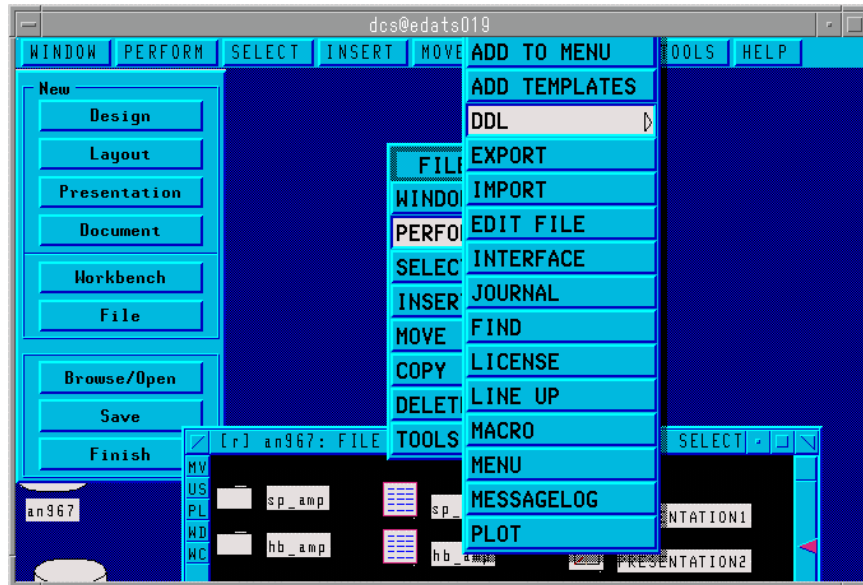 dcs@edats019
WINDOW PERFORM SELECT INSERT MOVE OOLS HELP
New
Design
Layout
Presentation
Document
Workbench
File
Browse/Open
Save
Finish
FILE
WINDO
PERFO
SELEC
INSER
MOVE
COPY
DELET
TOOLS
ADD TO MENU
ADD TEMPLATES
DDL
EXPORT
IMPORT
EDIT FILE
INTERFACE
JOURNAL
FIND
LICENSE
LINE UP
MACRO
MENU
MESSAGELOG
PLOT
[r] an967: FILE SELECT
MV
US
PL
WD
WC
an967
sp_amp sp_ NTATION1
hb_amp hb_amp PRESENTATION2